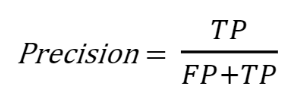 Precision = TP / FP+TP